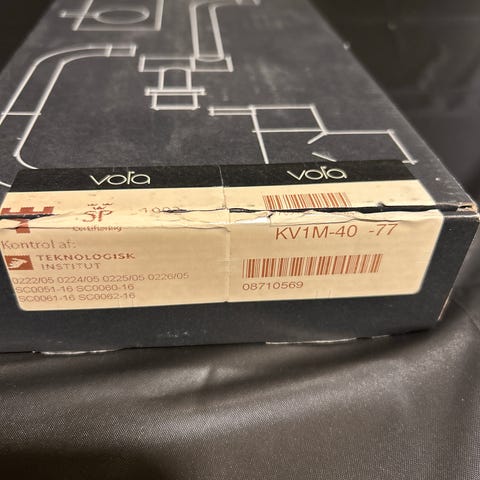 vola
vola
SP
Certifiering
KV1M-40 -77
Kontrol af:
TEKNOLOGISK
INSTITUT
0222/05 0224/05 0225/05 0226/05
SC0051-16 SC0060-16
SC0061-16 SC0062-16
08710569